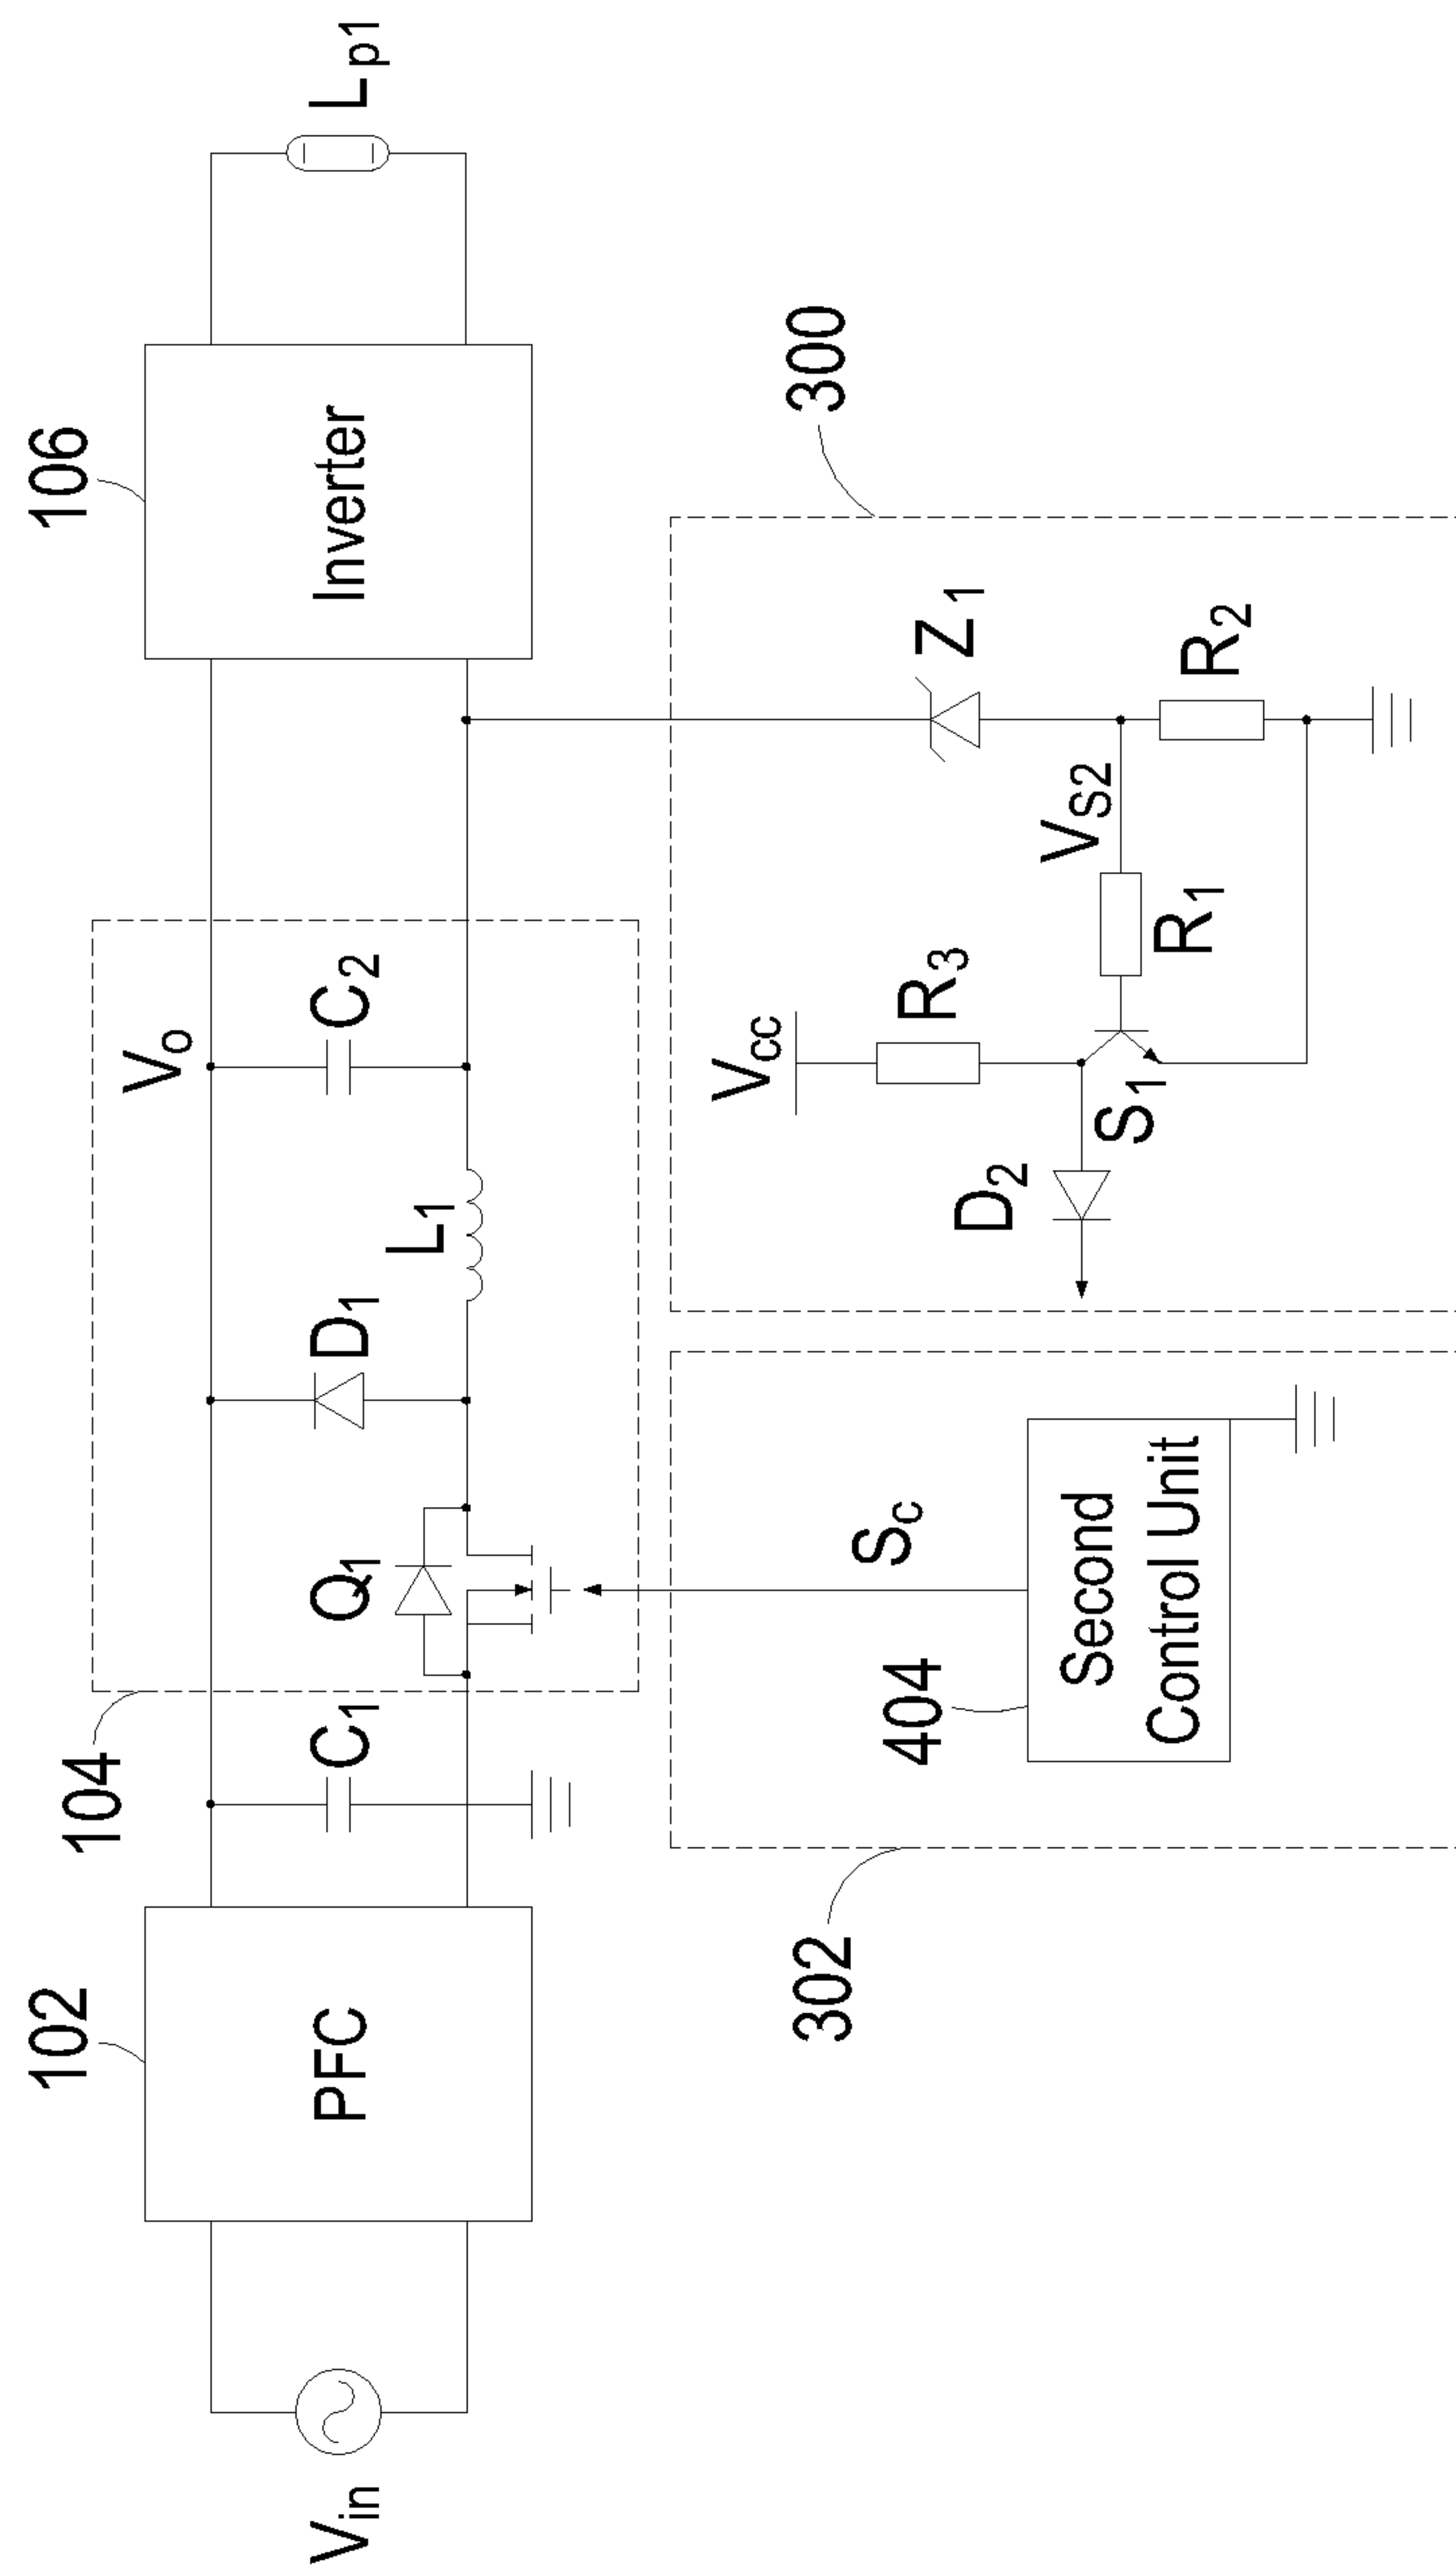 102
104
106
Vin
PFC
C1
Q1
D1
L1
Vo
C2
Inverter
Lp1
302
404
Sc
Second
Control Unit
300
Vcc
R3
D2
S1
R1
VS2
Z1
R2